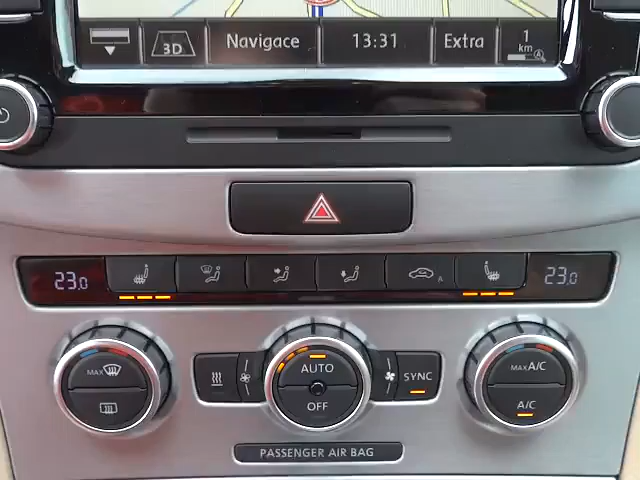 3D Navigace 13:31 Extra 1 km
23.0 A 23.0
MAX AUTO SYNC MAX A/C
OFF A/C
PASSENGER AIR BAG